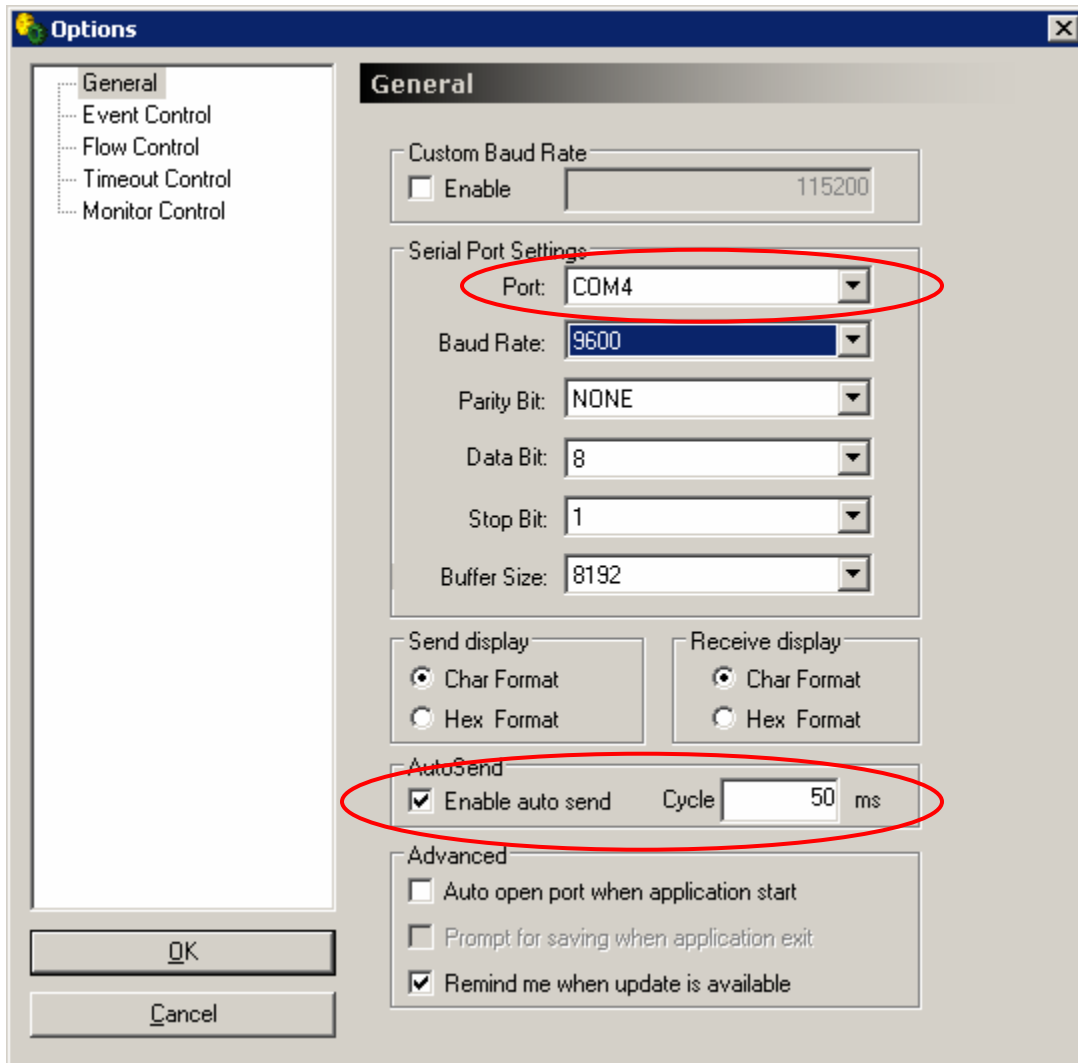 Options
General
Event Control
Flow Control
Timeout Control
Monitor Control
OK
Cancel
General
Custom Baud Rate
Enable 115200
Serial Port Settings
Port: COM4
Baud Rate: 9600
Parity Bit: NONE
Data Bit: 8
Stop Bit: 1
Buffer Size: 8192
Send display
Char Format
Hex Format
Receive display
Char Format
Hex Format
AutoSend
Enable auto send Cycle 50 ms
Advanced
Auto open port when application start
Prompt for saving when application exit
Remind me when update is available